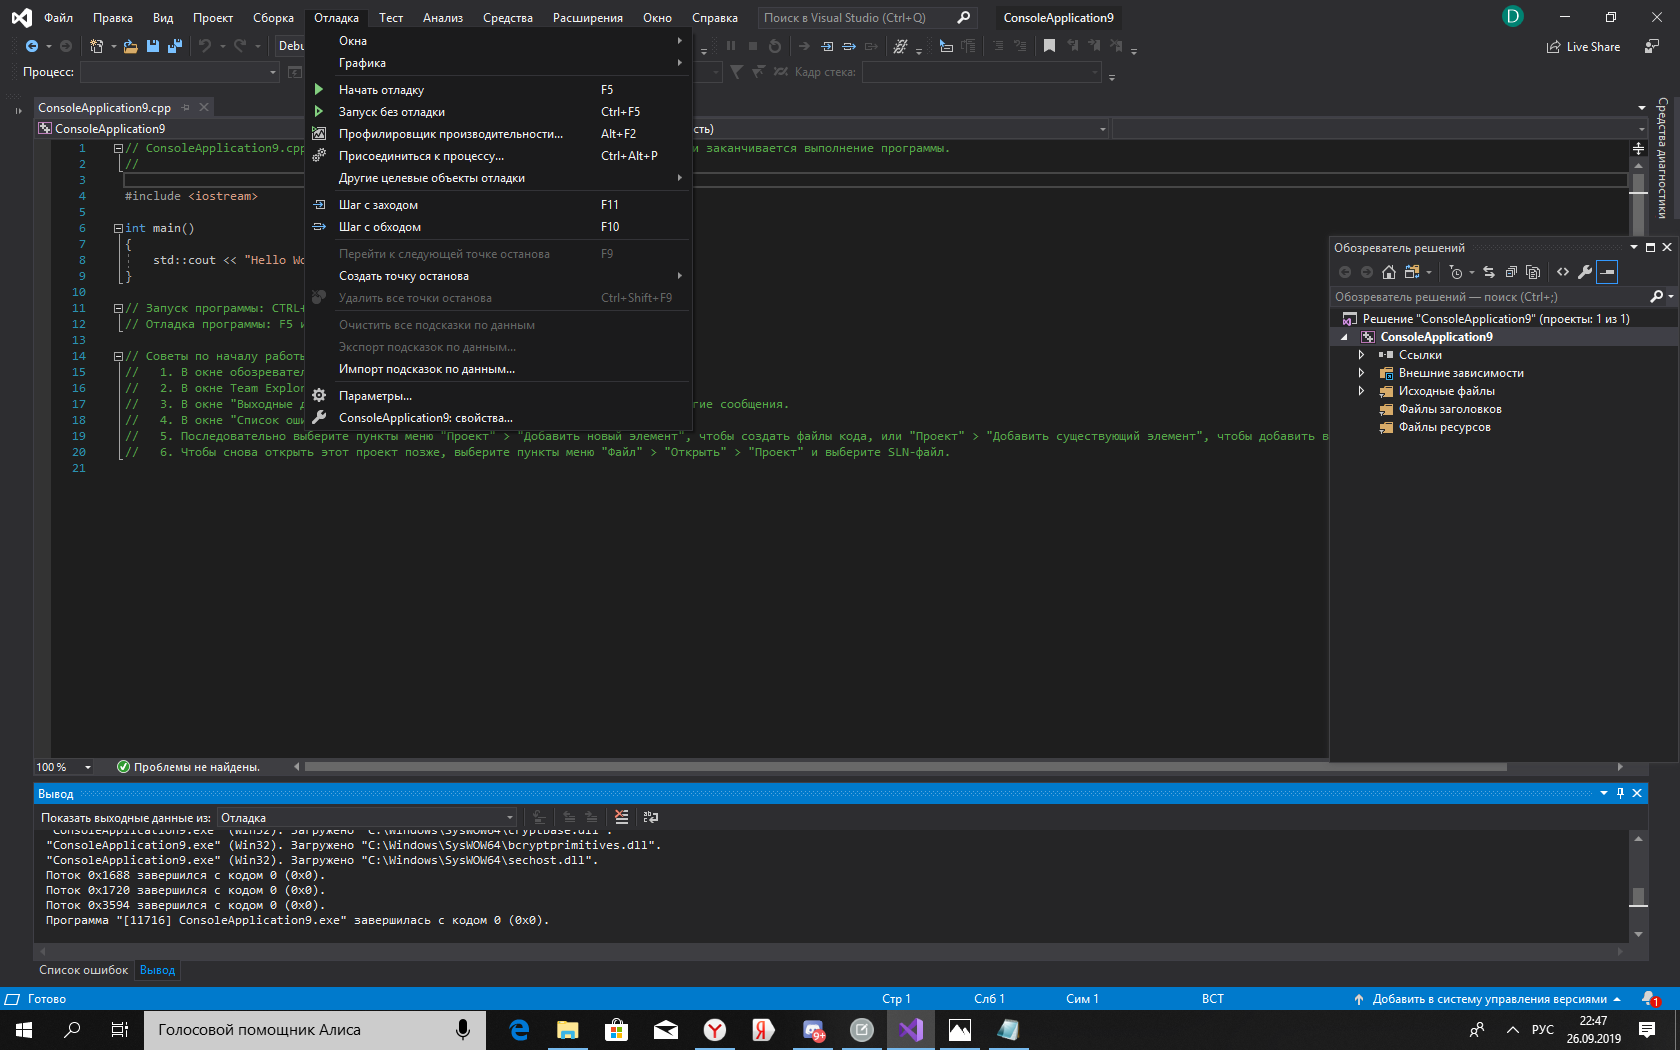 Файл Правка Вид Проект Сборка Отладка Тест Анализ Средства Расширения Окно Справка Поиск в Visual Studio (Ctrl+Q) ConsoleApplication9 D
Debu Live Share
Процесс: Кадр стека:
ConsoleApplication9.cpp
ConsoleApplication9
Окна
Графика
Начать отладку F5
Запуск без отладки Ctrl+F5
Профилировщик производительности... Alt+F2
Присоединиться к процессу... Ctrl+Alt+P
Другие целевые объекты отладки
Шаг с заходом F11
Шаг с обходом F10
Перейти к следующей точке останова F9
Создать точку останова
Удалить все точки останова Ctrl+Shift+F9
Очистить все подсказки по данным
Экспорт подсказок по данным...
Импорт подсказок по данным...
Параметры...
ConsoleApplication9: свойства...
сть)
1 // ConsoleApplication9.cpp и заканчивается выполнение программы.
2 //
3
4 #include <iostream>
5
6 int main()
7 {
8 std::cout << "Hello Wo
9 }
10
11 // Запуск программы: CTRL+
12 // Отладка программы: F5 и
13
14 // Советы по началу работы
15 // 1. В окне обозревател
16 // 2. В окне Team Explor
17 // 3. В окне "Выходные д гие сообщения.
18 // 4. В окне "Список оши
19 // 5. Последовательно выберите пункты меню "Проект" > "Добавить новый элемент", чтобы создать файлы кода, или "Проект" > "Добавить существующий элемент", чтобы добавить в
20 // 6. Чтобы снова открыть этот проект позже, выберите пункты меню "Файл" > "Открыть" > "Проект" и выберите SLN-файл.
21
Средства диагностики
Обозреватель решений
Обозреватель решений — поиск (Ctrl+;)
Решение "ConsoleApplication9" (проекты: 1 из 1)
ConsoleApplication9
Ссылки
Внешние зависимости
Исходные файлы
Файлы заголовков
Файлы ресурсов
100 % Проблемы не найдены.
Вывод
Показать выходные данные из: Отладка
"ConsoleApplication9.exe" (Win32). Загружено "C:\Windows\SysWOW64\cryptbase.dll".
"ConsoleApplication9.exe" (Win32). Загружено "C:\Windows\SysWOW64\bcryptprimitives.dll".
"ConsoleApplication9.exe" (Win32). Загружено "C:\Windows\SysWOW64\sechost.dll".
Поток 0x1688 завершился с кодом 0 (0x0).
Поток 0x1720 завершился с кодом 0 (0x0).
Поток 0x3594 завершился с кодом 0 (0x0).
Программа "[11716] ConsoleApplication9.exe" завершилась с кодом 0 (0x0).
Список ошибок Вывод
Готово Стр 1 Слб 1 Сим 1 ВСТ Добавить в систему управления версиями 1
Голосовой помощник Алиса 9+ РУС 22:47
26.09.2019